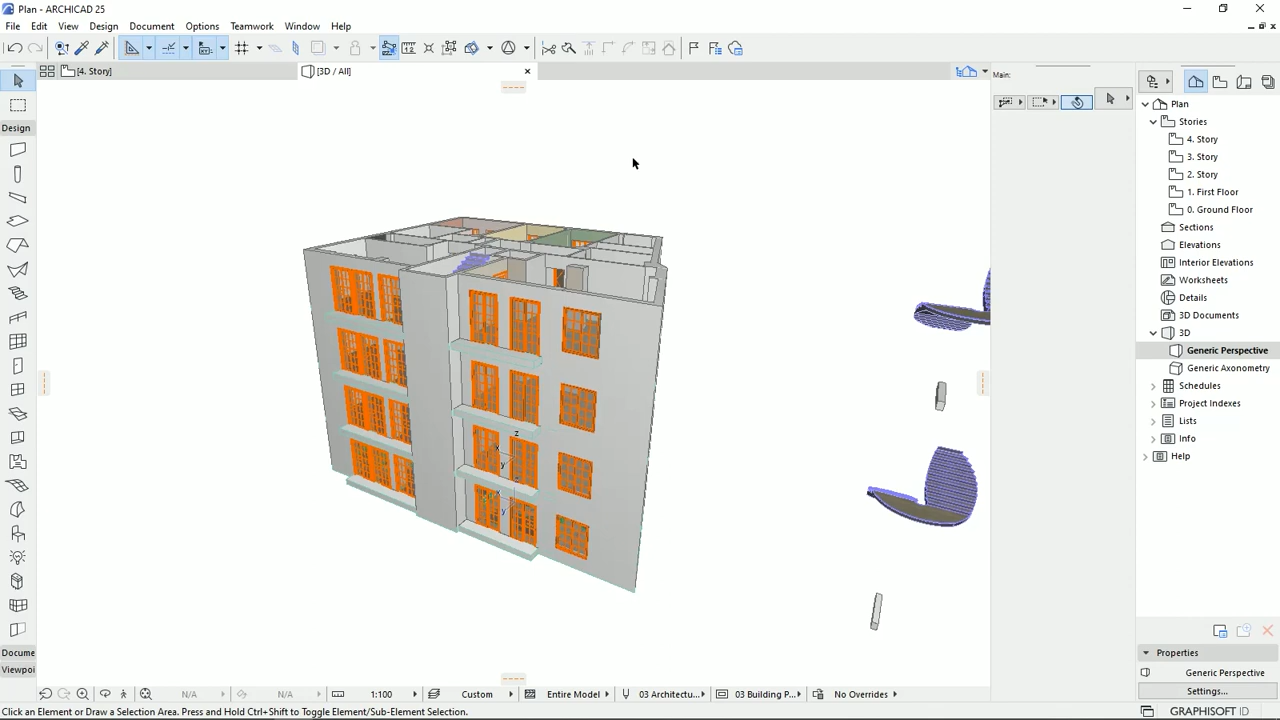 Plan - ARCHICAD 25
File Edit View Design Document Options Teamwork Window Help
[4. Story]
[3D / All]
Main:
Plan
Design
Stories
4. Story
3. Story
2. Story
1. First Floor
0. Ground Floor
Sections
Elevations
Interior Elevations
Worksheets
Details
3D Documents
3D
Generic Perspective
Generic Axonometry
Schedules
Project Indexes
Lists
Info
Help
z
x
y
x
y
Docume
Viewpoi
Properties
Generic Perspective
Settings...
N/A
N/A
1:100
Custom
Entire Model
03 Architectu...
03 Building P...
No Overrides
Click an Element or Draw a Selection Area. Press and Hold Ctrl+Shift to Toggle Element/Sub-Element Selection.
GRAPHISOFT ID